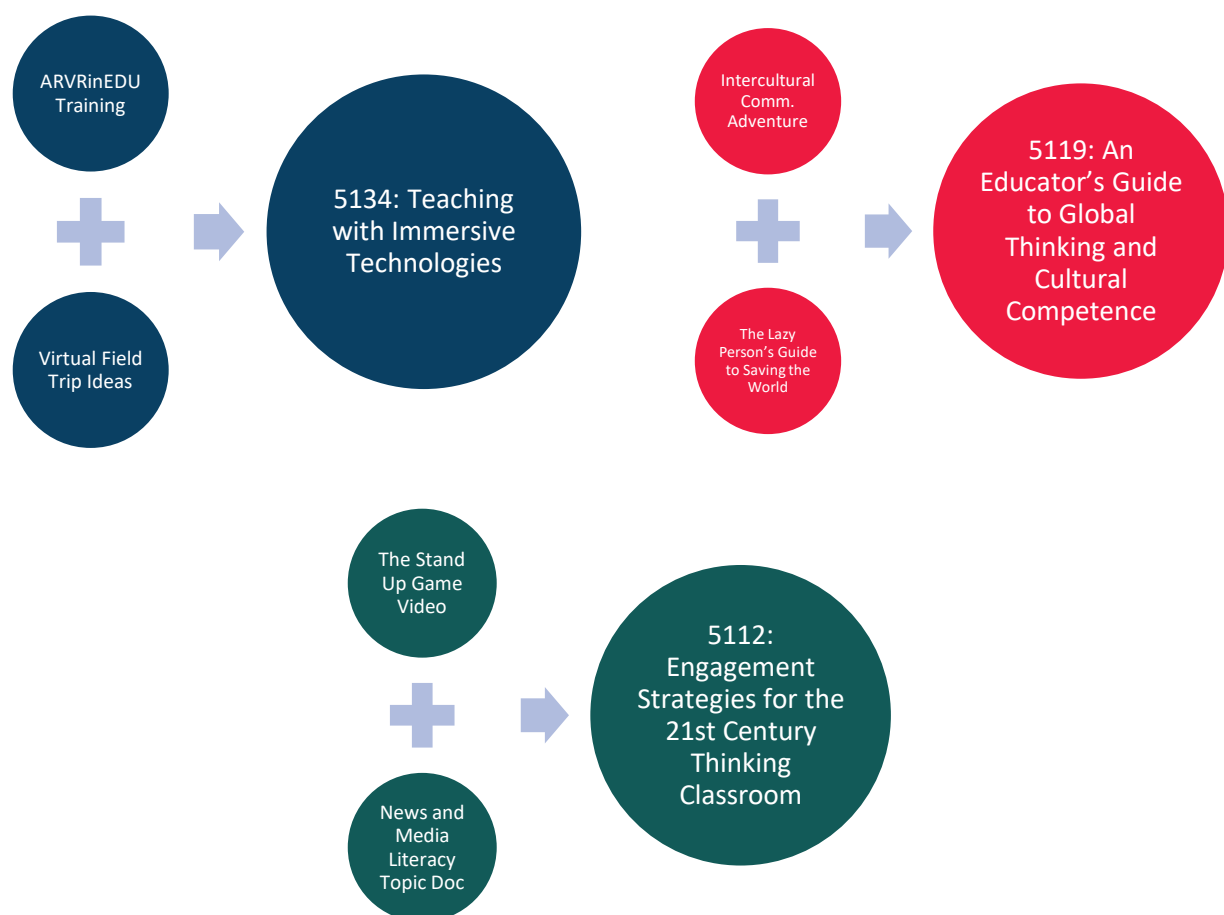 ARVRinEDU
Training
Virtual Field
Trip Ideas
5134: Teaching
with Immersive
Technologies
Intercultural
Comm.
Adventure
The Lazy
Person’s Guide
to Saving the
World
5119: An
Educator’s Guide
to Global
Thinking and
Cultural
Competence
The Stand
Up Game
Video
News and
Media
Literacy
Topic Doc
5112:
Engagement
Strategies for the
21st Century
Thinking
Classroom